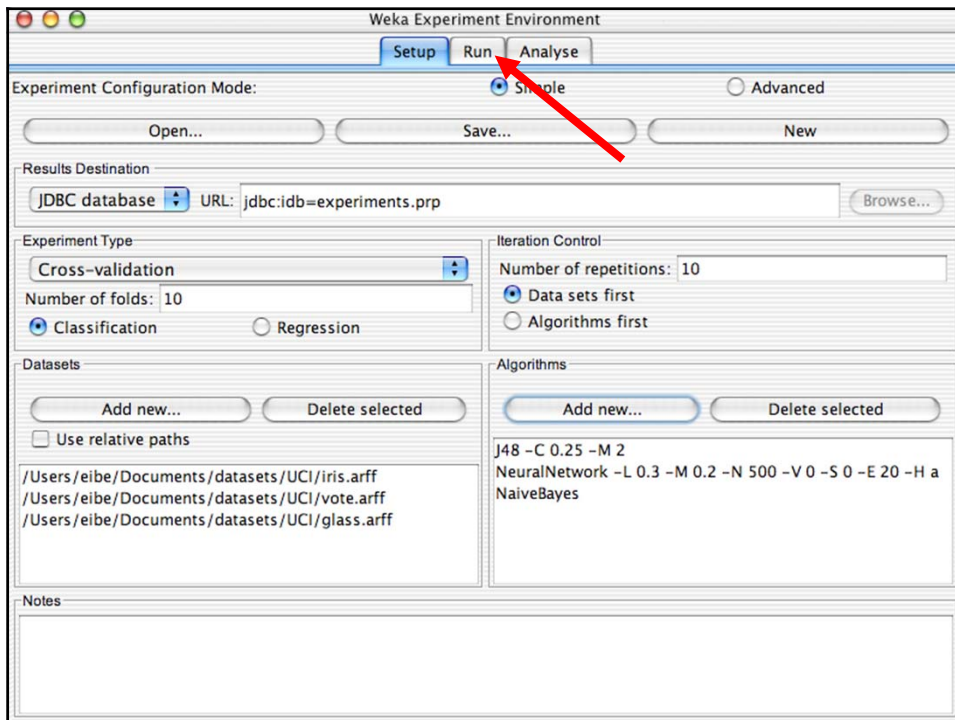 Weka Experiment Environment
Setup Run Analyse
Experiment Configuration Mode: Simple Advanced
Open... Save... New
Results Destination
JDBC database URL: jdbc:idb=experiments.prp Browse...
Experiment Type
Cross-validation
Number of folds: 10
Classification Regression
Iteration Control
Number of repetitions: 10
Data sets first
Algorithms first
Datasets
Add new... Delete selected
Use relative paths
/Users/eibe/Documents/datasets/UCI/iris.arff
/Users/eibe/Documents/datasets/UCI/vote.arff
/Users/eibe/Documents/datasets/UCI/glass.arff
Algorithms
Add new... Delete selected
J48 -C 0.25 -M 2
NeuralNetwork -L 0.3 -M 0.2 -N 500 -V 0 -S 0 -E 20 -H a
NaiveBayes
Notes